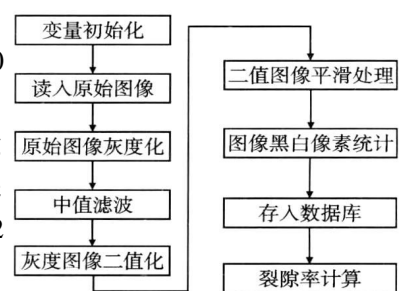 变量初始化
读入原始图像
原始图像灰度化
中值滤波
灰度图像二值化
二值图像平滑处理
图像黑白像素统计
存入数据库
裂隙率计算
)
2